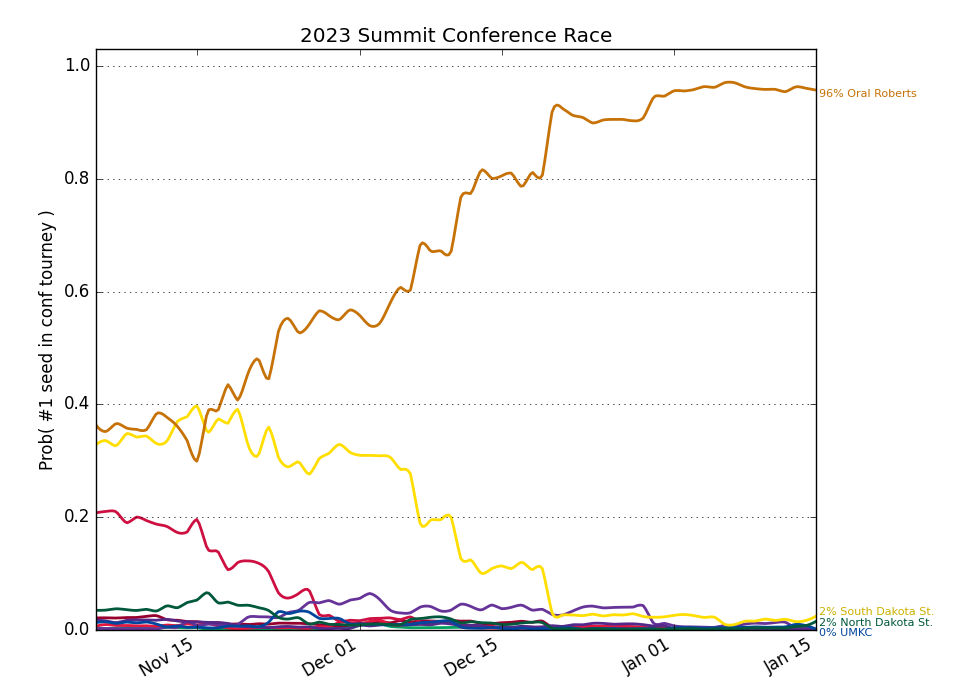 2023 Summit Conference Race
Prob( #1 seed in conf tourney )
1.0
0.8
0.6
0.4
0.2
0.0
Nov 15
Dec 01
Dec 15
Jan 01
Jan 15
96% Oral Roberts
2% South Dakota St.
2% North Dakota St.
0% UMKC